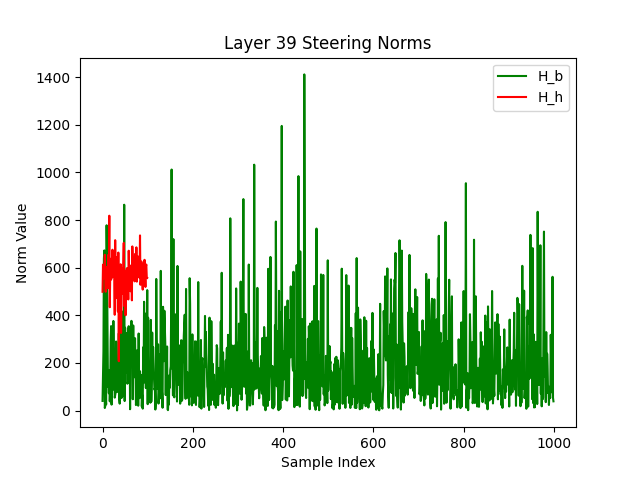 Layer 39 Steering Norms
H_b
H_h
1400
1200
1000
800
600
400
200
0
Norm Value
0 200 400 600 800 1000
Sample Index